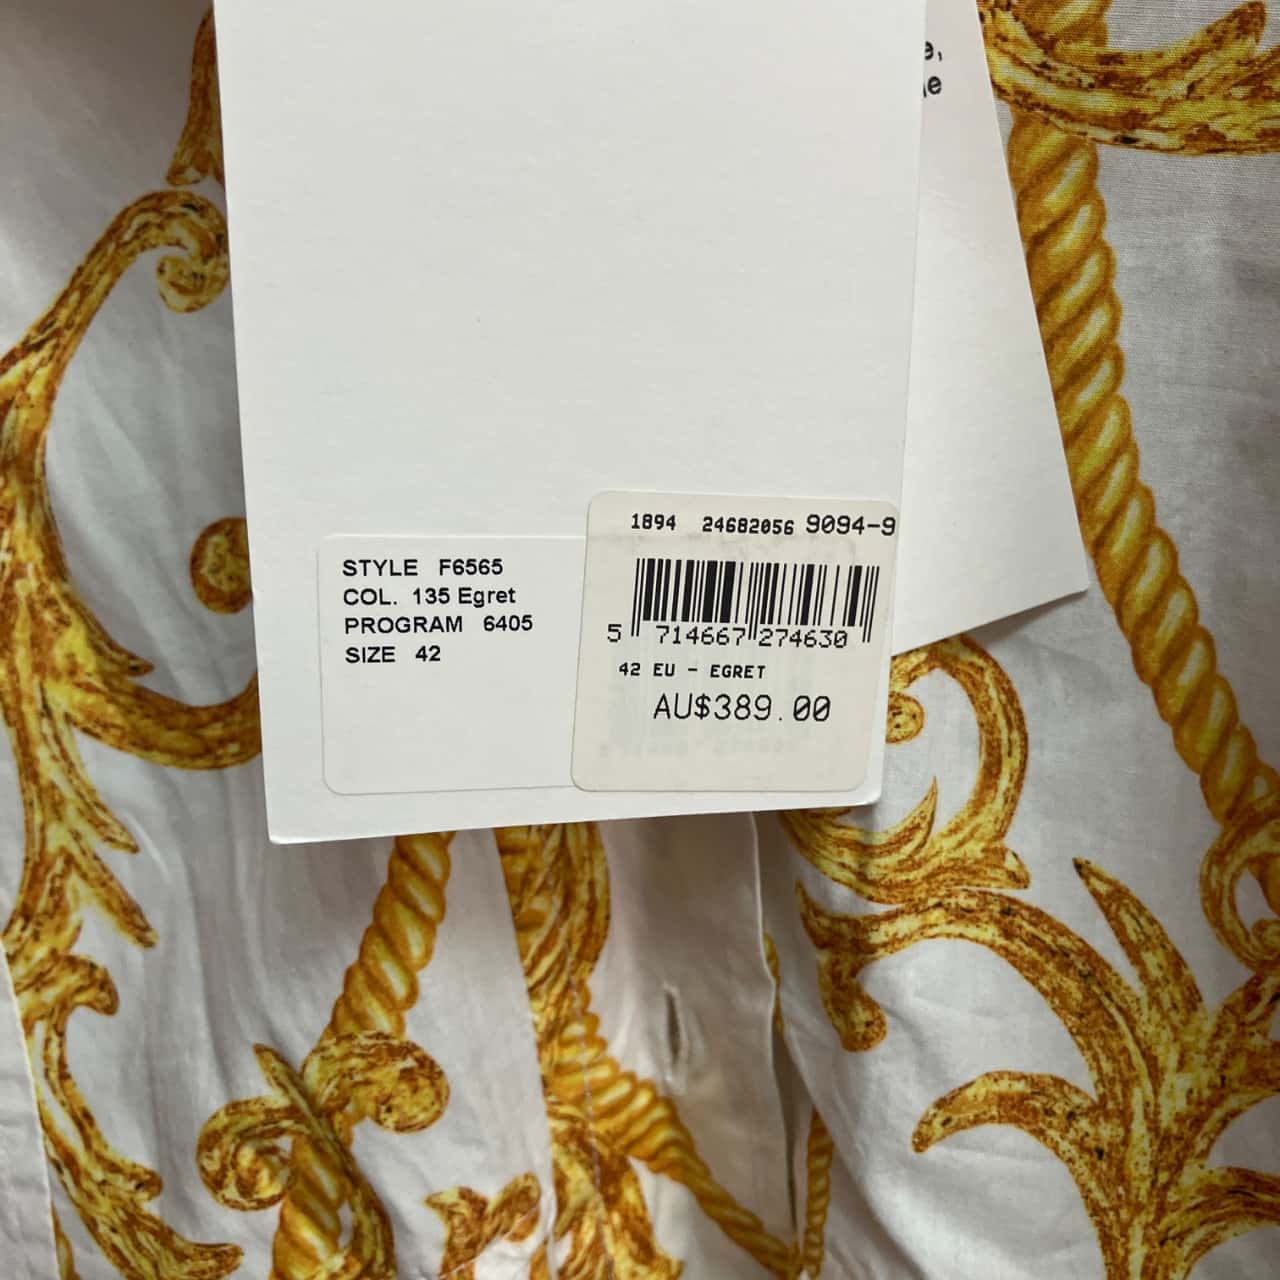 STYLE F6565
COL. 135 Egret
PROGRAM 6405
SIZE 42
1894 24682056 9094-9
5 714667 274630
42 EU - EGRET
AU$389.00